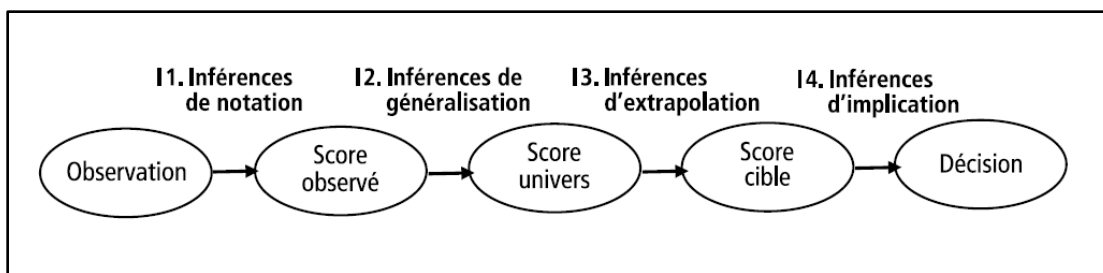 I1. Inférences
de notation
I2. Inférences de
généralisation
I3. Inférences
d'extrapolation
I4. Inférences
d'implication
Observation
Score
observé
Score
univers
Score
cible
Décision